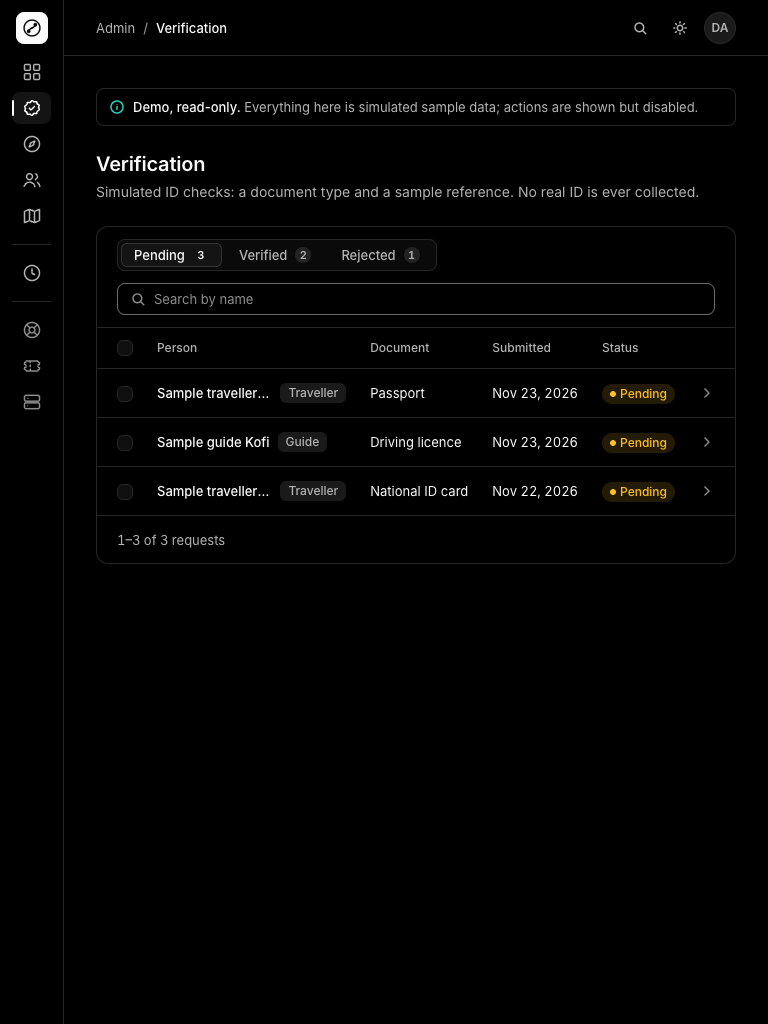 Admin / Verification
DA
Demo, read-only. Everything here is simulated sample data; actions are shown but disabled.
Verification
Simulated ID checks: a document type and a sample reference. No real ID is ever collected.
Pending 3 Verified 2 Rejected 1
Search by name
Person Document Submitted Status
Sample traveller... Traveller Passport Nov 23, 2026 Pending
Sample guide Kofi Guide Driving licence Nov 23, 2026 Pending
Sample traveller... Traveller National ID card Nov 22, 2026 Pending
1–3 of 3 requests